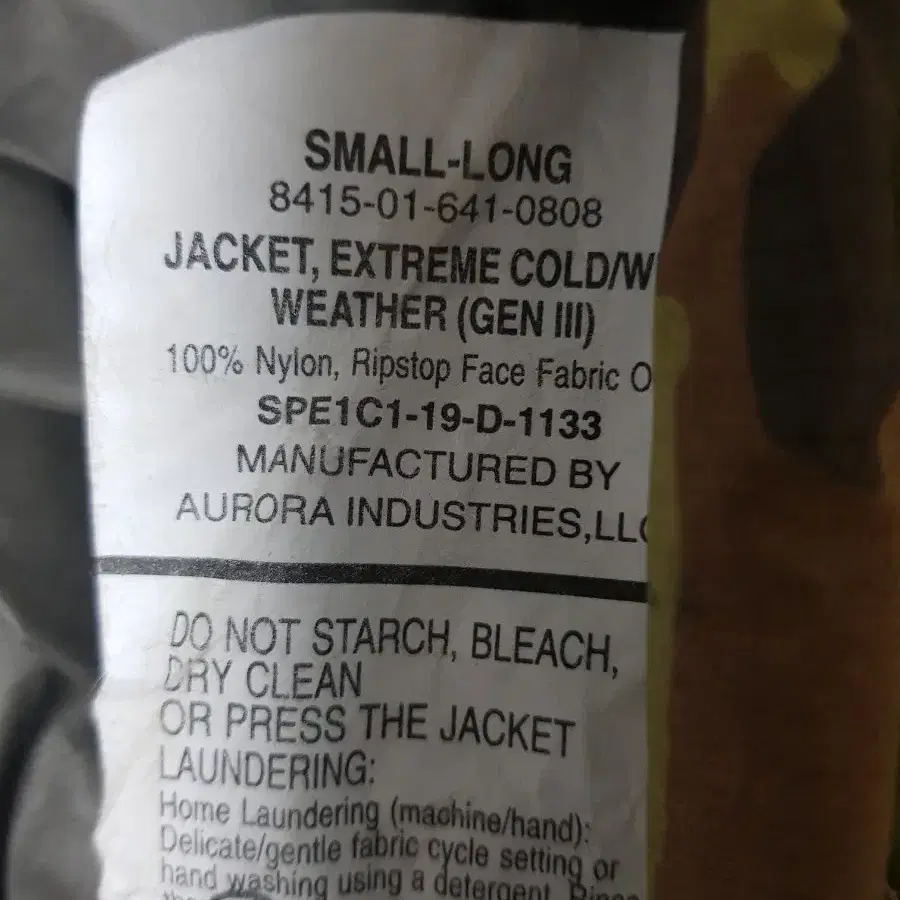 SMALL-LONG
8415-01-641-0808
JACKET, EXTREME COLD/W
WEATHER (GEN III)
100% Nylon, Ripstop Face Fabric O
SPE1C1-19-D-1133
MANUFACTURED BY
AURORA INDUSTRIES,LLC
DO NOT STARCH, BLEACH,
DRY CLEAN
OR PRESS THE JACKET
LAUNDERING:
Home Laundering (machine/hand):
Delicate/gentle fabric cycle setting or
hand washing using a detergent.